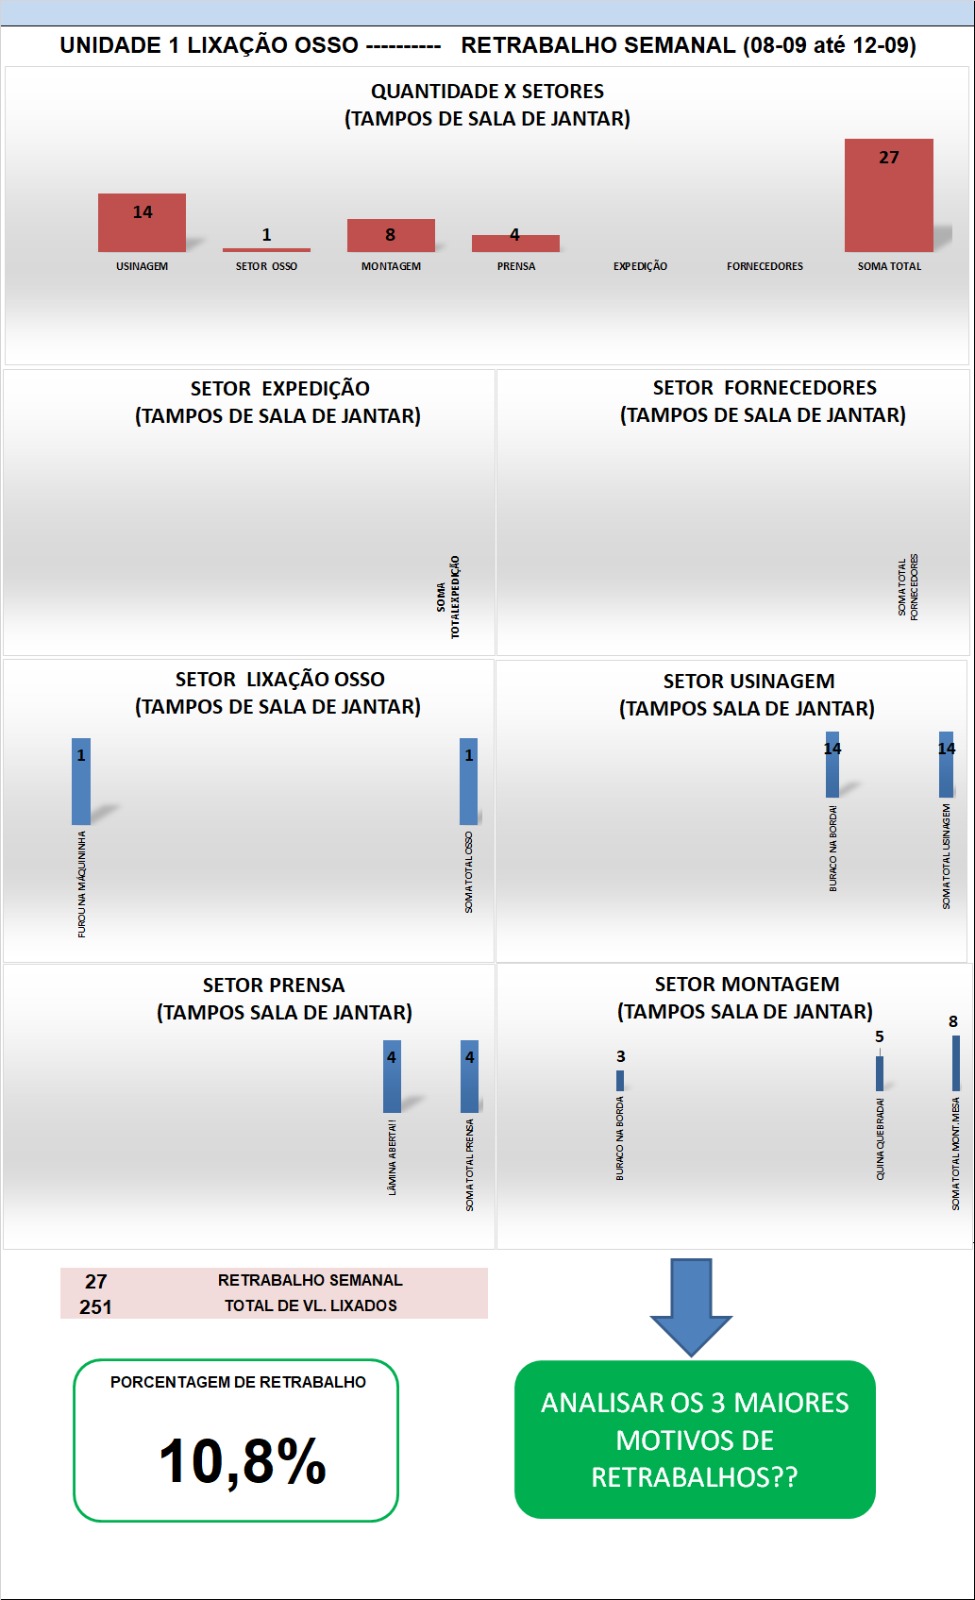 UNIDADE 1 LIXAÇÃO OSSO ---------- RETRABALHO SEMANAL (08-09 até 12-09)
QUANTIDADE X SETORES
(TAMPOS DE SALA DE JANTAR)
14
1
8
4
27
USINAGEM
SETOR OSSO
MONTAGEM
PRENSA
EXPEDIÇÃO
FORNECEDORES
SOMA TOTAL
SETOR EXPEDIÇÃO
(TAMPOS DE SALA DE JANTAR)
SOMA
TOTALEXPEDIÇÃO
SETOR FORNECEDORES
(TAMPOS DE SALA DE JANTAR)
SOMA TOTAL
FORNECEDORES
SETOR LIXAÇÃO OSSO
(TAMPOS DE SALA DE JANTAR)
1
1
FUROU NA MÁQUININHA
SOMA TOTAL OSSO
SETOR USINAGEM
(TAMPOS SALA DE JANTAR)
14
14
BURACO NA BORDA!
SOMA TOTAL USINAGEM
SETOR PRENSA
(TAMPOS SALA DE JANTAR)
4
4
LÂMINA ABERTA!!
SOMA TOTAL PRENSA
SETOR MONTAGEM
(TAMPOS SALA DE JANTAR)
3
5
8
BURACO NA BORDA
QUINA QUEBRADA!
SOMA TOTAL MONT.MESA
27 RETRABALHO SEMANAL
251 TOTAL DE VL. LIXADOS
PORCENTAGEM DE RETRABALHO
10,8%
ANALISAR OS 3 MAIORES
MOTIVOS DE
RETRABALHOS??